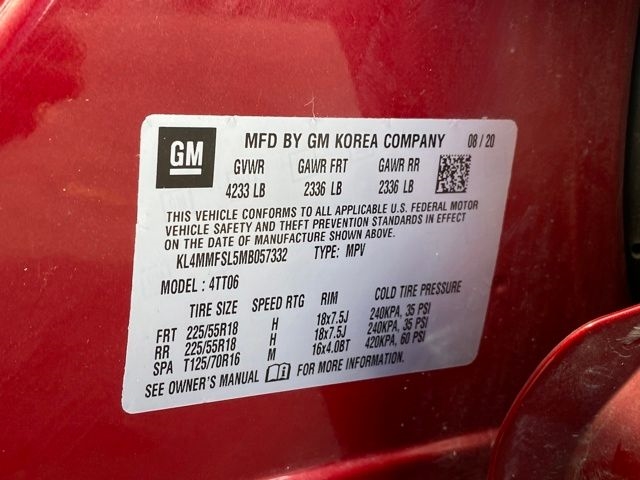 GM MFD BY GM KOREA COMPANY 08 / 20
GVWR GAWR FRT GAWR RR
4233 LB 2336 LB 2336 LB
THIS VEHICLE CONFORMS TO ALL APPLICABLE U.S. FEDERAL MOTOR
VEHICLE SAFETY AND THEFT PREVENTION STANDARDS IN EFFECT
ON THE DATE OF MANUFACTURE SHOWN ABOVE.
KL4MMFSL5MB057332 TYPE: MPV
MODEL : 4TT06
TIRE SIZE SPEED RTG RIM COLD TIRE PRESSURE
FRT 225/55R18 H 18x7.5J 240KPA, 35 PSI
RR 225/55R18 H 18x7.5J 240KPA, 35 PSI
SPA T125/70R16 M 16x4.0BT 420KPA, 60 PSI
SEE OWNER'S MANUAL FOR MORE INFORMATION.